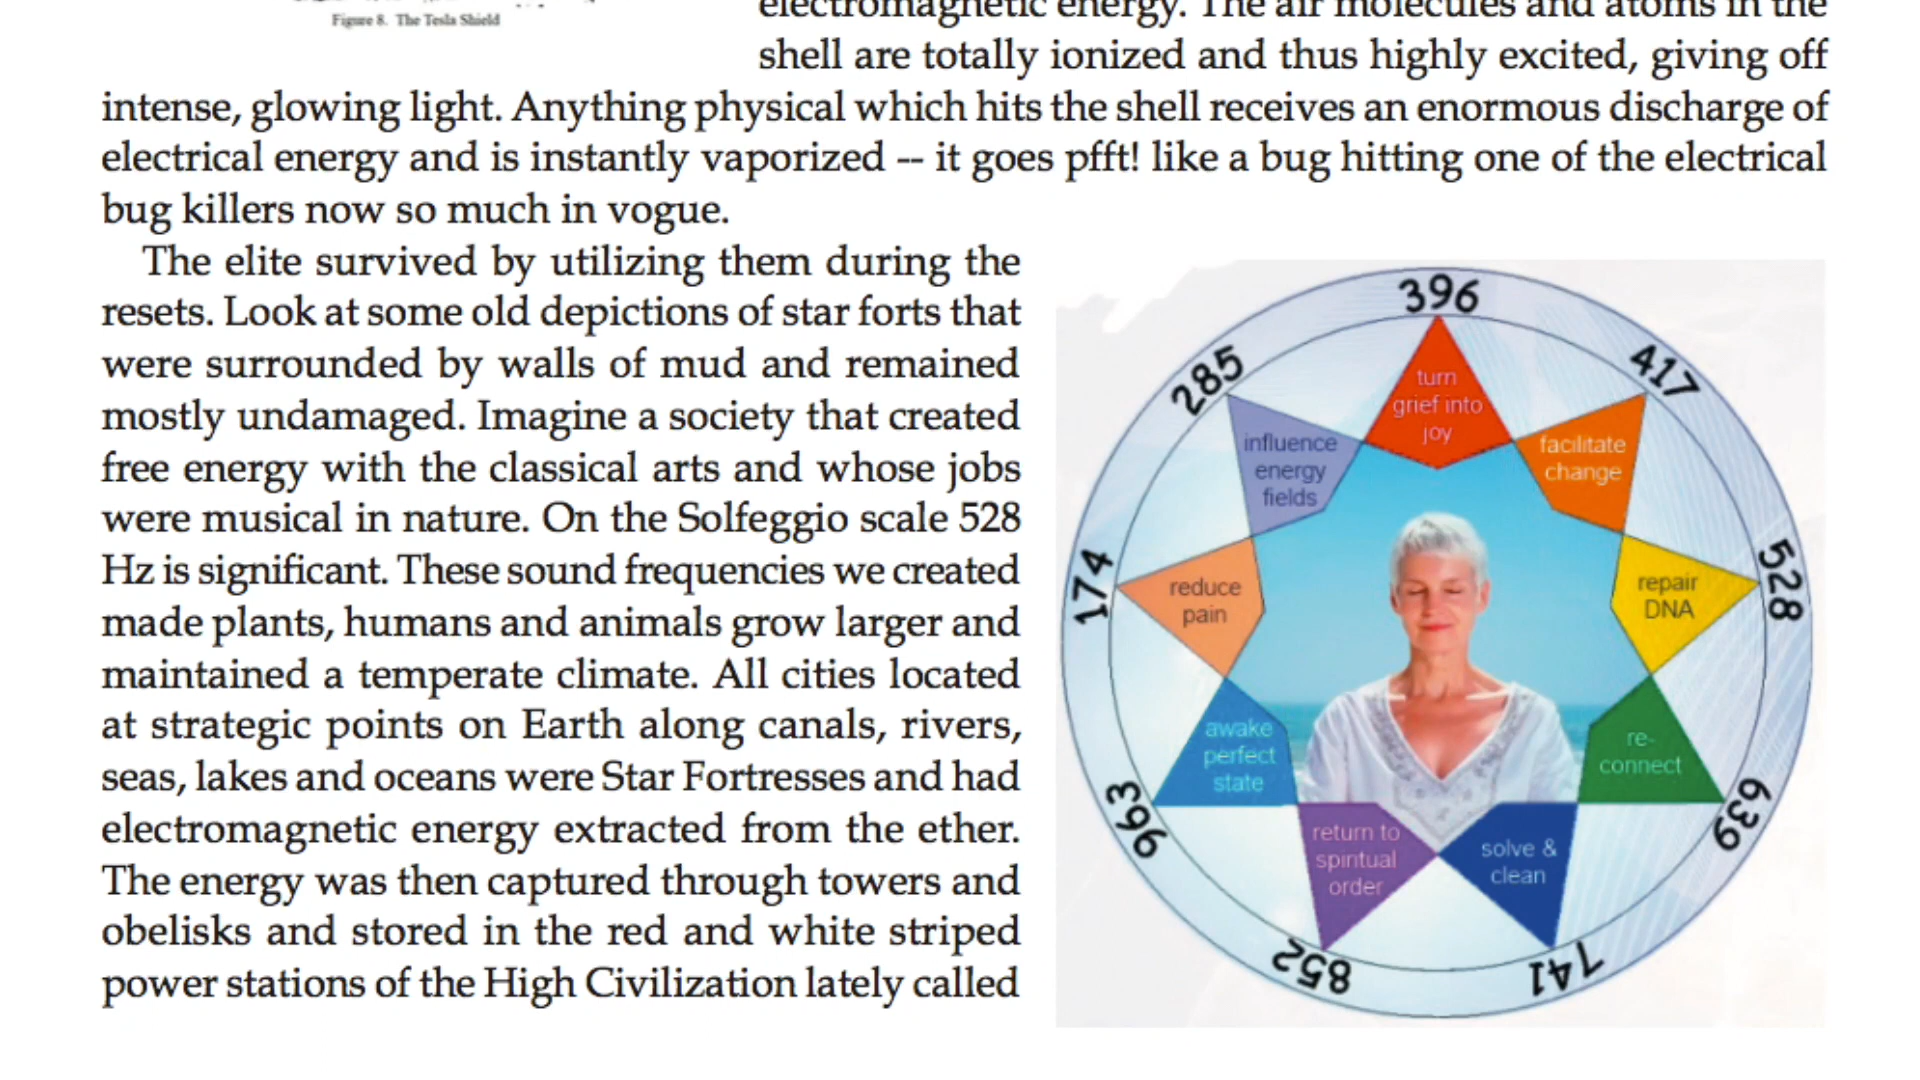 Figure 8. The Tesla Shield
electromagnetic energy. The air molecules and atoms in the
shell are totally ionized and thus highly excited, giving off
intense, glowing light. Anything physical which hits the shell receives an enormous discharge of
electrical energy and is instantly vaporized -- it goes pfft! like a bug hitting one of the electrical
bug killers now so much in vogue.
The elite survived by utilizing them during the
resets. Look at some old depictions of star forts that
were surrounded by walls of mud and remained
mostly undamaged. Imagine a society that created
free energy with the classical arts and whose jobs
were musical in nature. On the Solfeggio scale 528
Hz is significant. These sound frequencies we created
made plants, humans and animals grow larger and
maintained a temperate climate. All cities located
at strategic points on Earth along canals, rivers,
seas, lakes and oceans were Star Fortresses and had
electromagnetic energy extracted from the ether.
The energy was then captured through towers and
obelisks and stored in the red and white striped
power stations of the High Civilization lately called
396
turn
grief into
joy
417
facilitate
change
528
repair
DNA
639
re-
connect
741
solve &
clean
852
return to
spiritual
order
963
awake
perfect
state
174
reduce
pain
285
influence
energy
fields